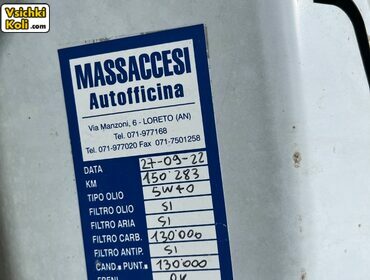 Vsichki
Koli.com
MASSACCESI
Autofficina
Via Manzoni, 6 - LORETO (AN)
Tel. 071-977168
Tel. 071-977020 Fax 071-7501258
DATA 27-09-22
KM 150'283
TIPO OLIO 5W40
FILTRO OLIO SI
FILTRO ARIA SI
FILTRO CARB. 130'000
FILTRO ANTIP. SI
CAND. PUNT. 130'000
FRENI OK